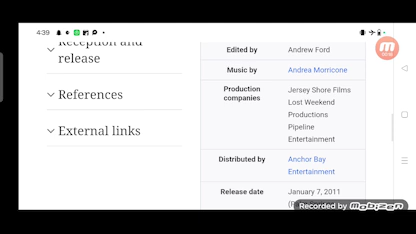 4:39
Reception and
release
References
External links
Edited by Andrew Ford
Music by Andrea Morricone
Production
companies
Jersey Shore Films
Lost Weekend
Productions
Pipeline
Entertainment
Distributed by Anchor Bay
Entertainment
Release date January 7, 2011
Recorded by MOBIZEN